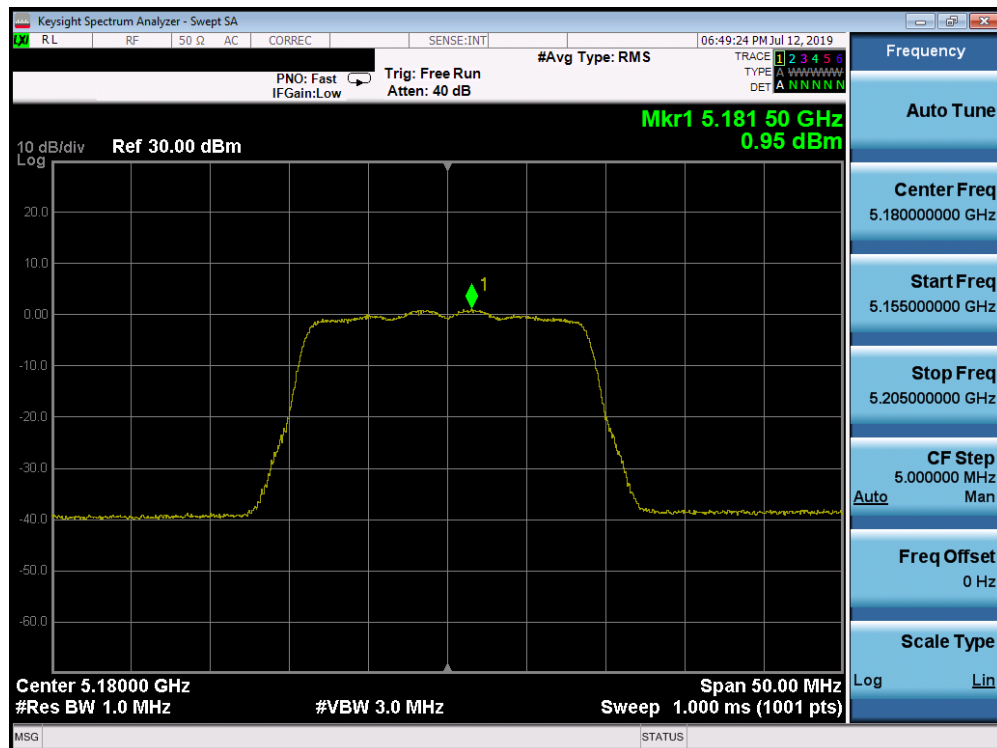 Keysight Spectrum Analyzer - Swept SA
LXI RL RF 50 Ω AC CORREC SENSE:INT 06:49:24 PM Jul 12, 2019
#Avg Type: RMS
TRACE 1 2 3 4 5 6
TYPE A WWWWW
DET A N N N N N
PNO: Fast
IFGain:Low
Trig: Free Run
Atten: 40 dB
Mkr1 5.181 50 GHz
0.95 dBm
10 dB/div
Log
Ref 30.00 dBm
20.0
10.0
1
0.00
-10.0
-20.0
-30.0
-40.0
-50.0
-60.0
Center 5.18000 GHz
Span 50.00 MHz
#Res BW 1.0 MHz
#VBW 3.0 MHz
Sweep 1.000 ms (1001 pts)
MSG
STATUS
Frequency
Auto Tune
Center Freq
5.180000000 GHz
Start Freq
5.155000000 GHz
Stop Freq
5.205000000 GHz
CF Step
5.000000 MHz
Auto Man
Freq Offset
0 Hz
Scale Type
Log Lin